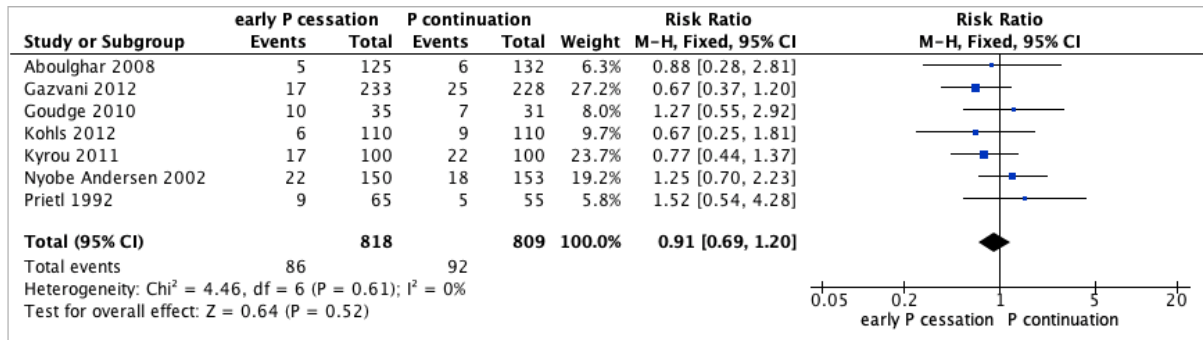 early P cessation P continuation Risk Ratio Risk Ratio
Study or Subgroup Events Total Events Total Weight M-H, Fixed, 95% CI M-H, Fixed, 95% CI
Aboulghar 2008 5 125 6 132 6.3% 0.88 [0.28, 2.81]
Gazvani 2012 17 233 25 228 27.2% 0.67 [0.37, 1.20]
Goudge 2010 10 35 7 31 8.0% 1.27 [0.55, 2.92]
Kohls 2012 6 110 9 110 9.7% 0.67 [0.25, 1.81]
Kyrou 2011 17 100 22 100 23.7% 0.77 [0.44, 1.37]
Nyobe Andersen 2002 22 150 18 153 19.2% 1.25 [0.70, 2.23]
Prietl 1992 9 65 5 55 5.8% 1.52 [0.54, 4.28]
Total (95% CI) 818 809 100.0% 0.91 [0.69, 1.20]
Total events 86 92
Heterogeneity: Chi² = 4.46, df = 6 (P = 0.61); I² = 0%
Test for overall effect: Z = 0.64 (P = 0.52)
0.05 0.2 1 5 20
early P cessation P continuation